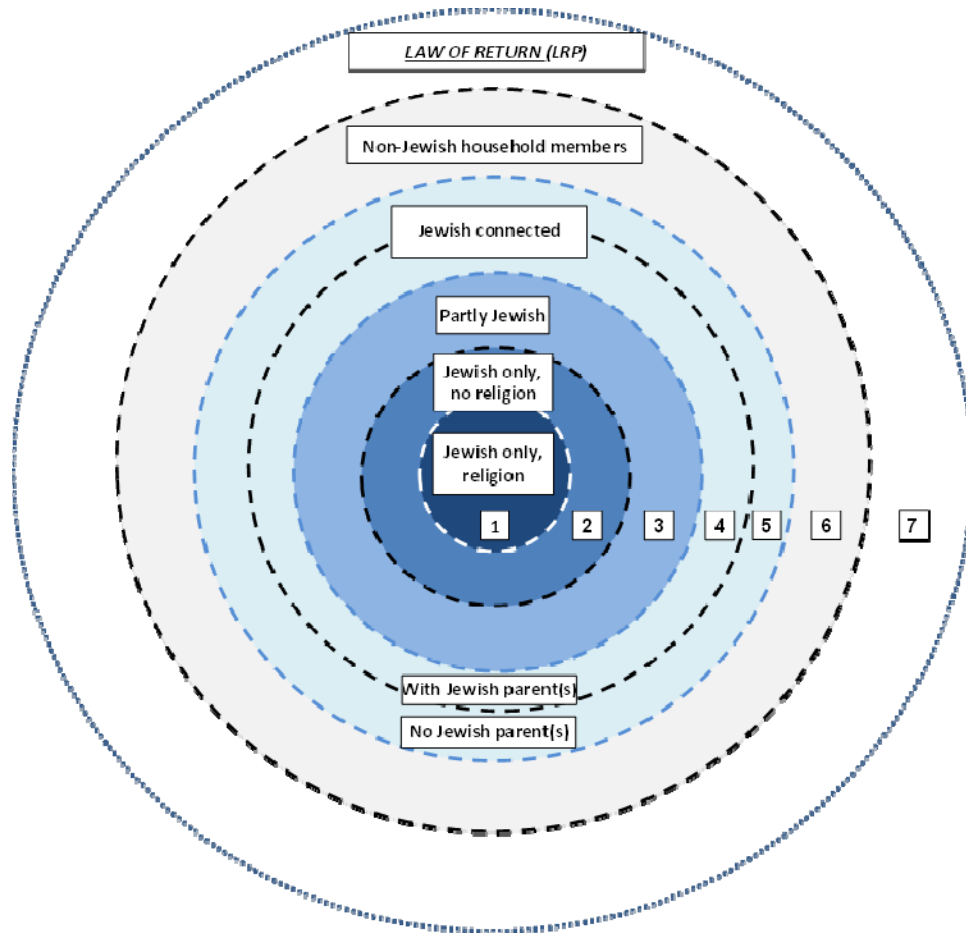 LAW OF RETURN (LRP)
Non-Jewish household members
Jewish connected
Partly Jewish
Jewish only,
no religion
Jewish only,
religion
1
2
3
4
5
6
7
With Jewish parent(s)
No Jewish parent(s)